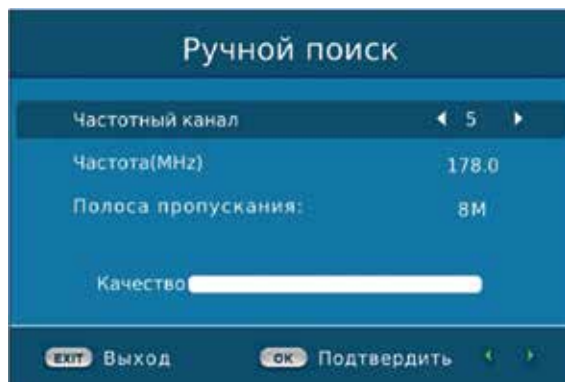 Ручной поиск
Частотный канал 5
Частота(MHz) 178.0
Полоса пропускания: 8M
Качество
EXIT Выход OK Подтвердить